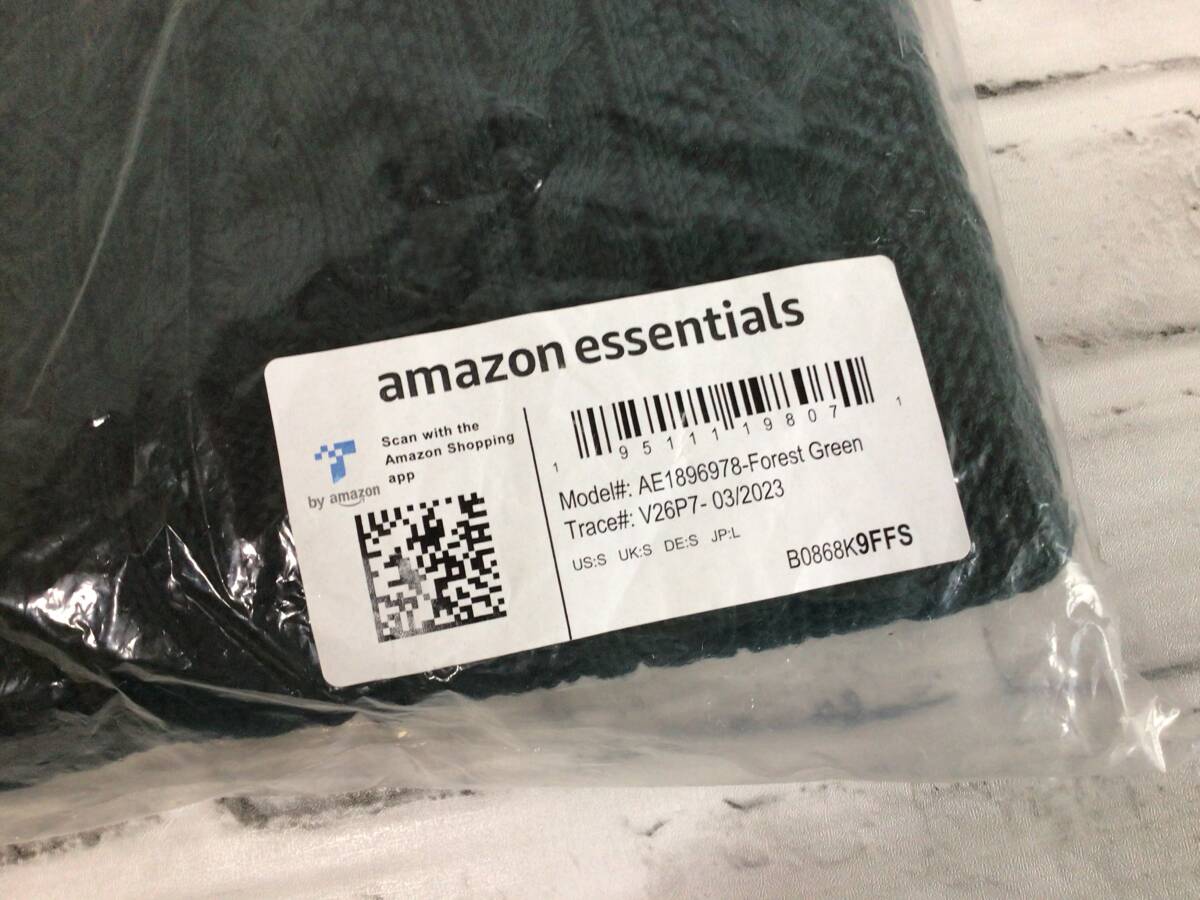 amazon essentials
Scan with the
Amazon Shopping
app
by amazon
1 95111 19807 1
Model#: AE1896978-Forest Green
Trace#: V26P7- 03/2023
US:S UK:S DE:S JP:L
B0868K9FFS